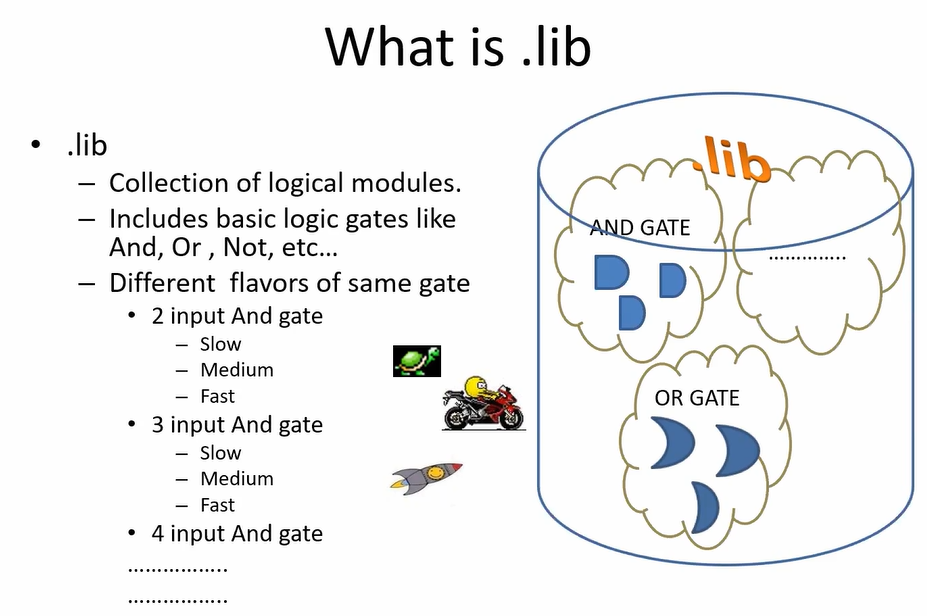 What is .lib
• .lib
– Collection of logical modules.
– Includes basic logic gates like
And, Or , Not, etc…
– Different flavors of same gate
• 2 input And gate
– Slow
– Medium
– Fast
• 3 input And gate
– Slow
– Medium
– Fast
• 4 input And gate
……………..
……………..
.lib
AND GATE
…………..
OR GATE